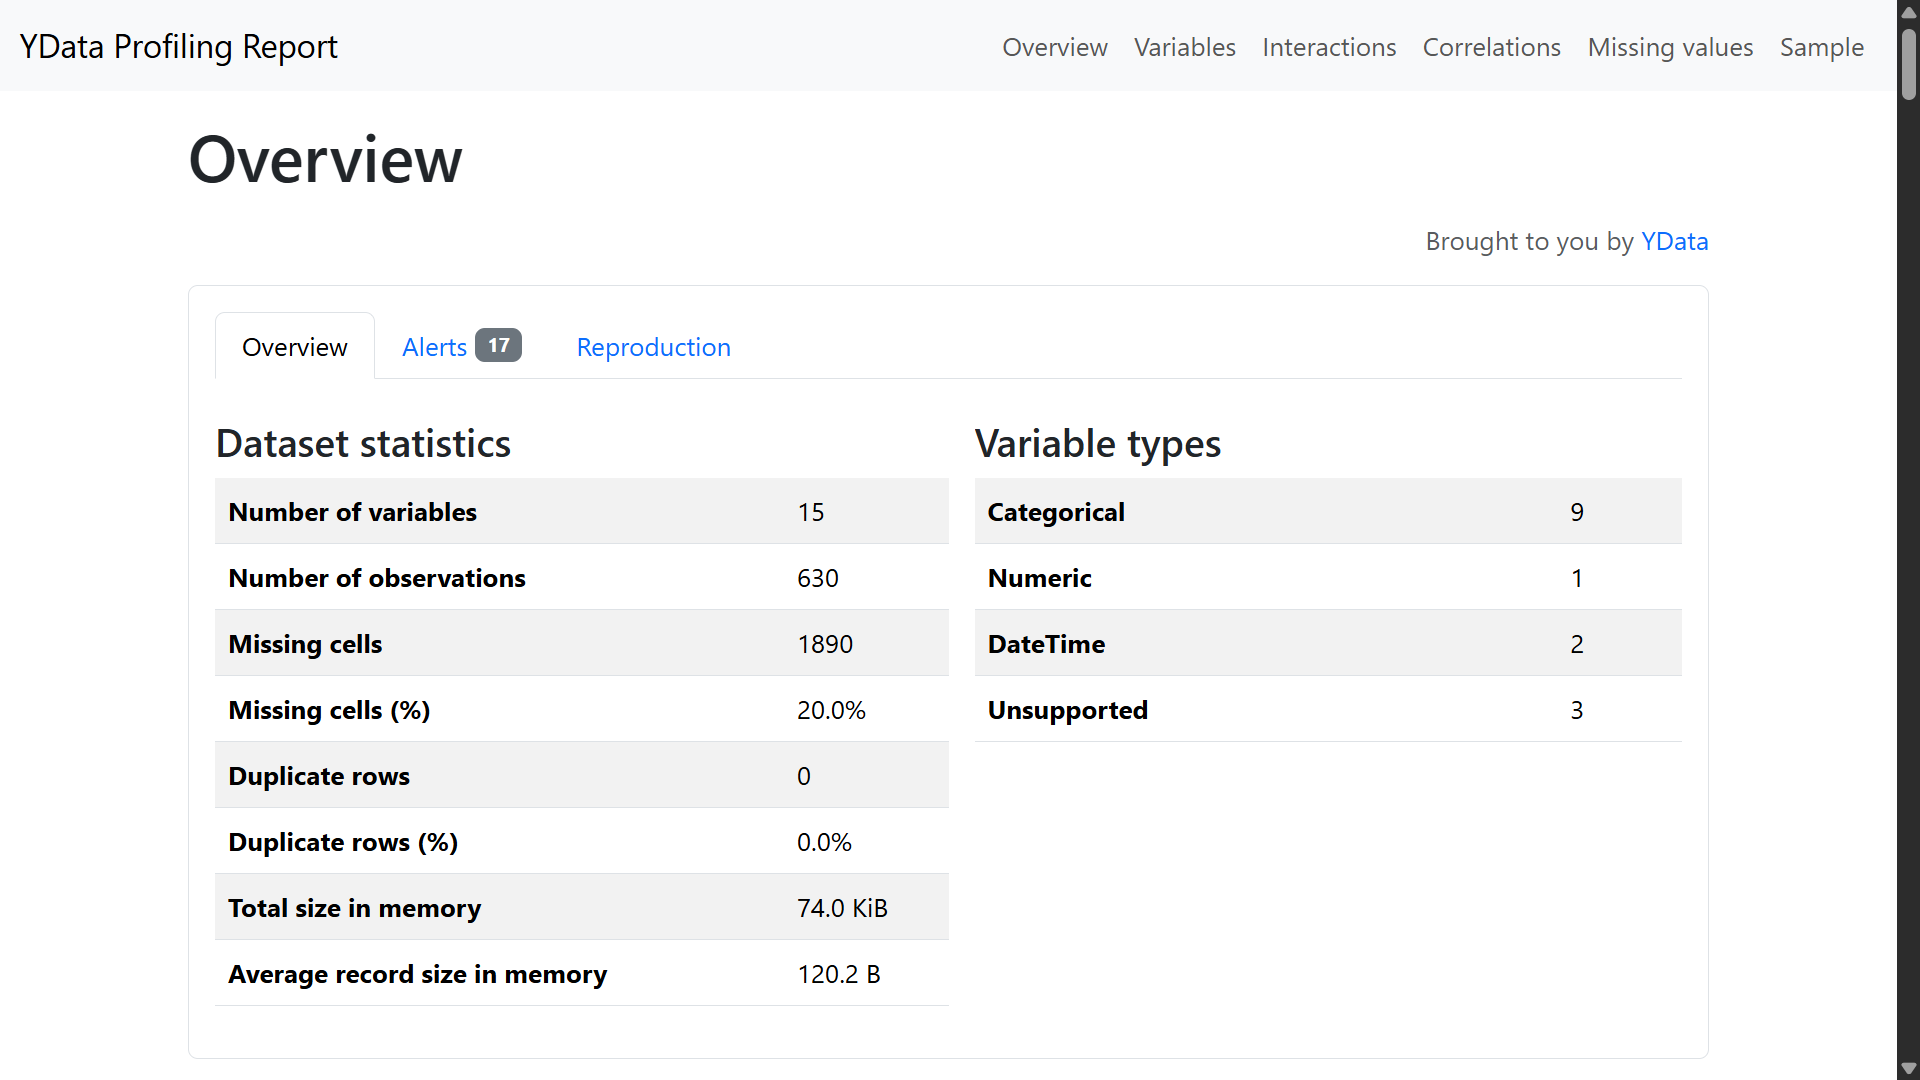 YData Profiling Report
Overview Variables Interactions Correlations Missing values Sample
Overview
Brought to you by YData
Overview Alerts 17 Reproduction
Dataset statistics
Number of variables 15
Number of observations 630
Missing cells 1890
Missing cells (%) 20.0%
Duplicate rows 0
Duplicate rows (%) 0.0%
Total size in memory 74.0 KiB
Average record size in memory 120.2 B
Variable types
Categorical 9
Numeric 1
DateTime 2
Unsupported 3